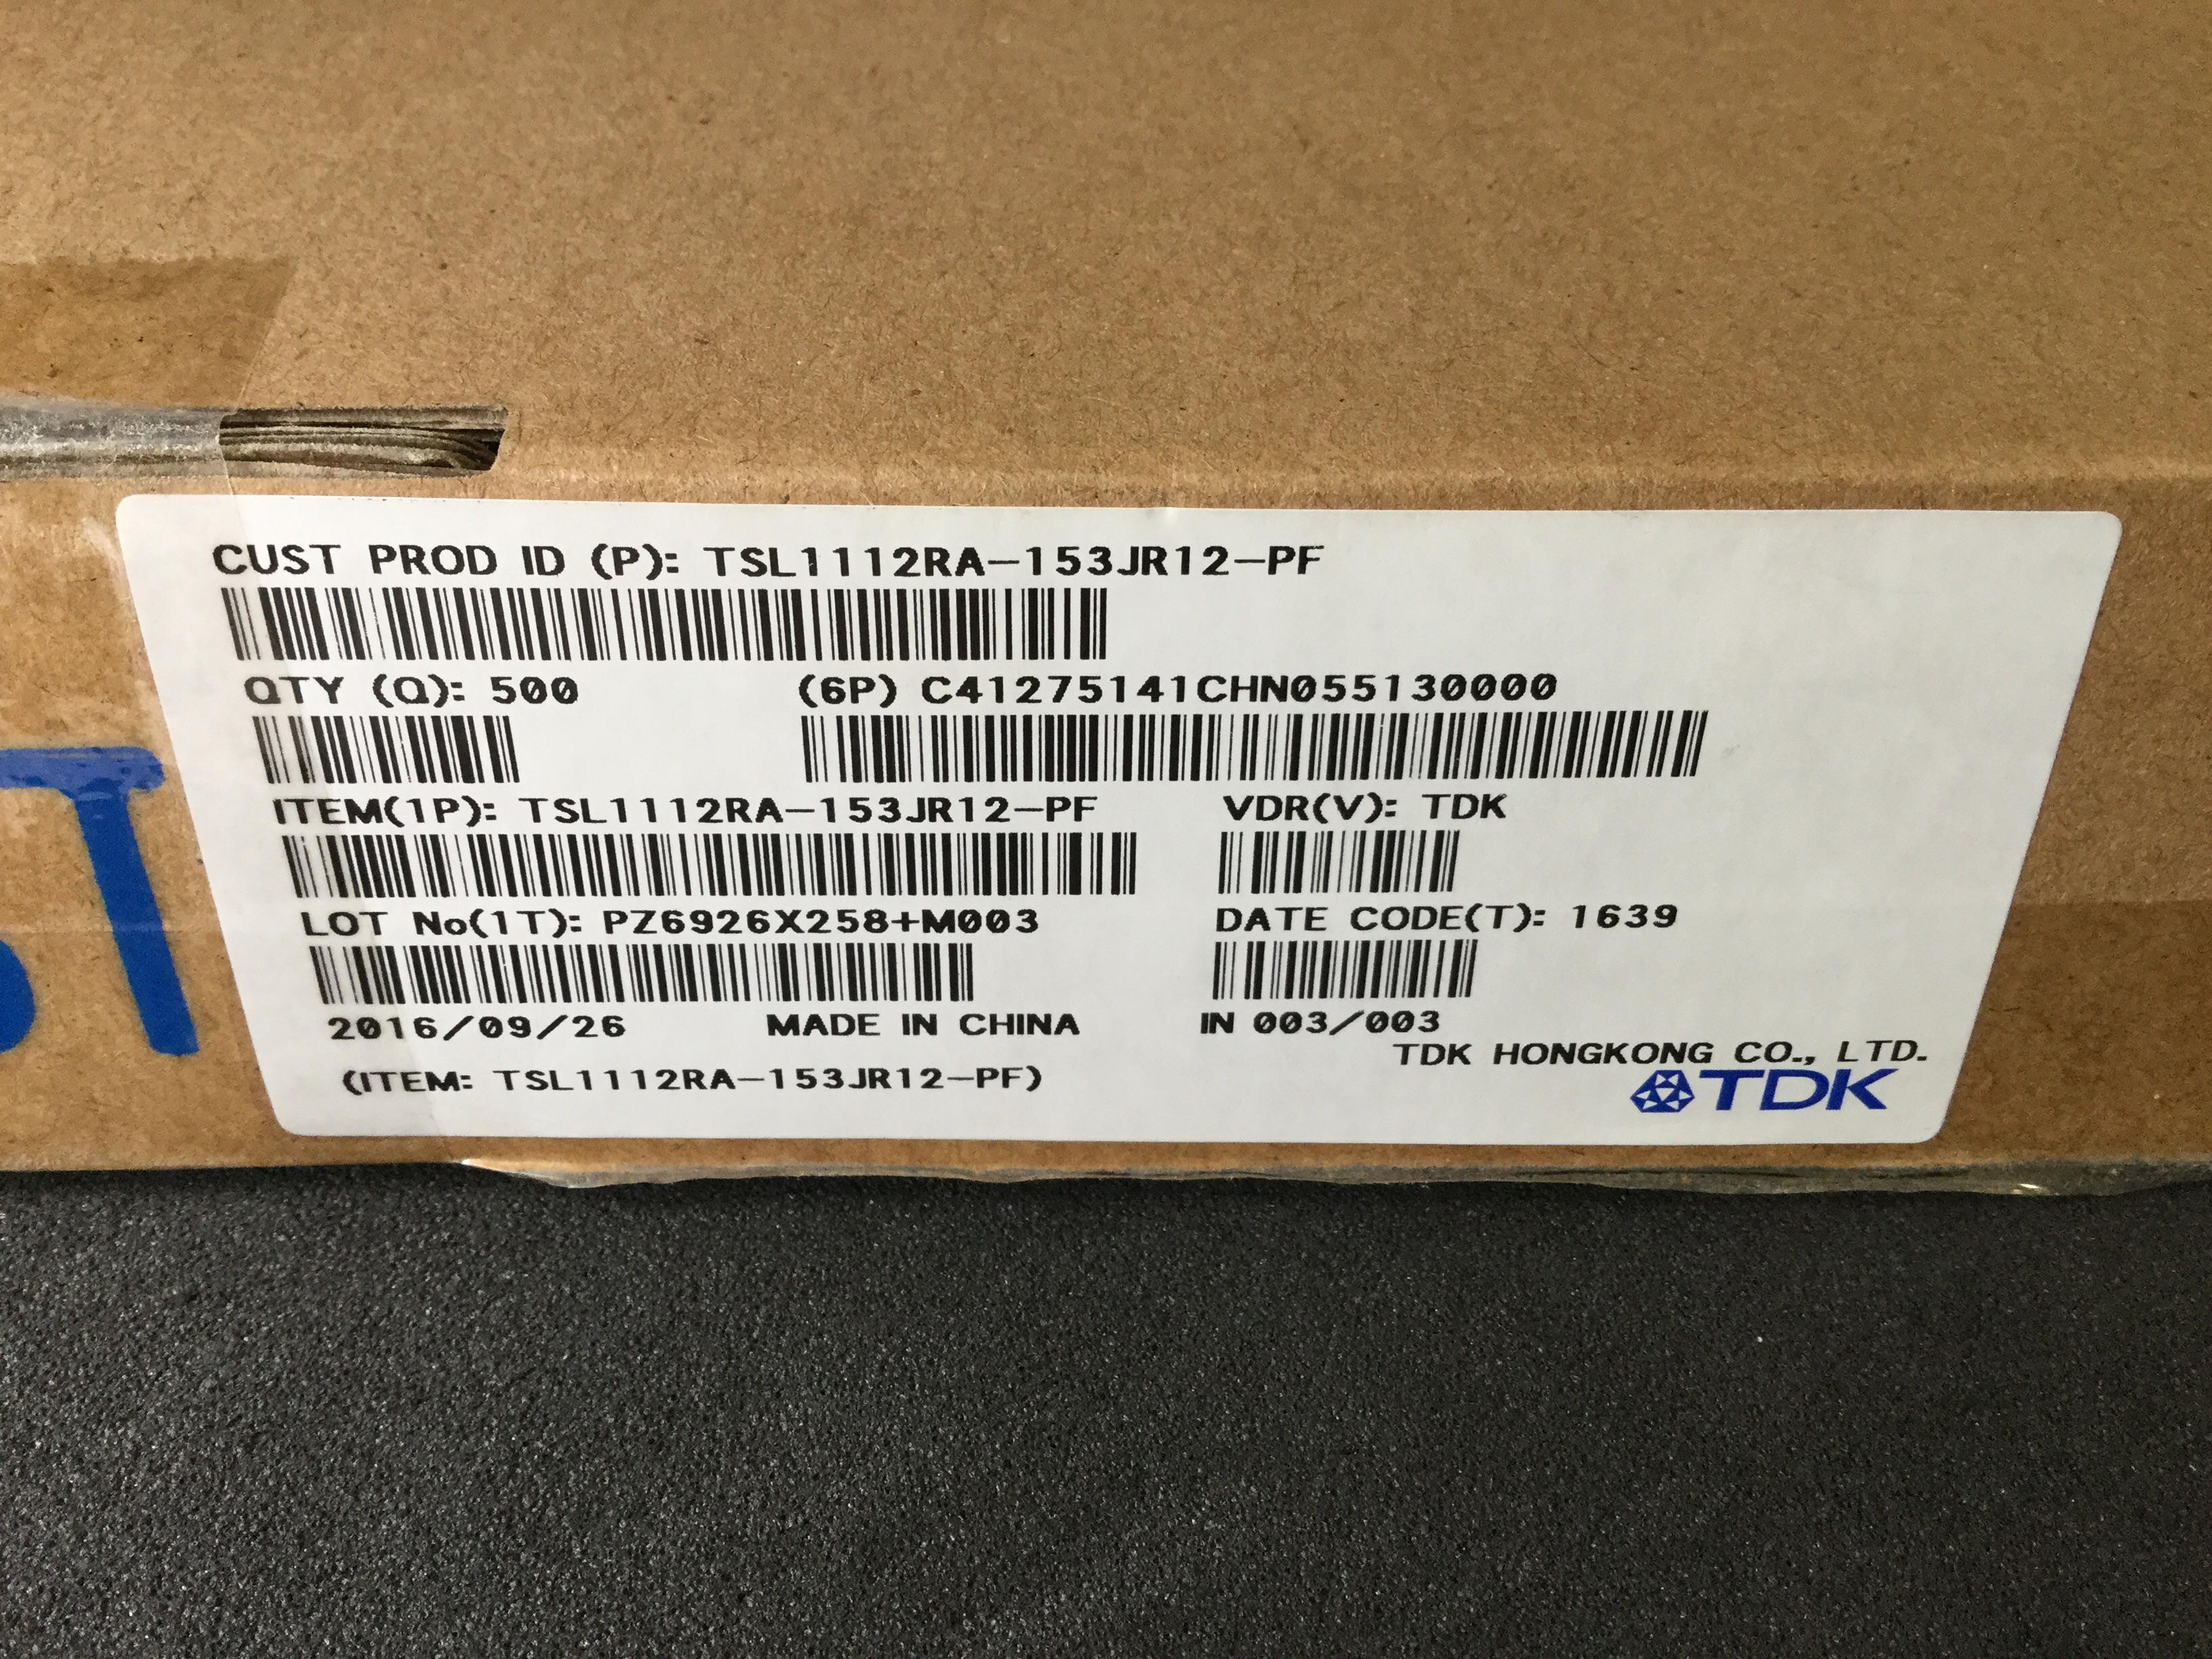 CUST PROD ID (P): TSL1112RA-153JR12-PF
QTY (Q): 500 (6P) C41275141CHN055130000
ITEM(1P): TSL1112RA-153JR12-PF VDR(V): TDK
LOT No(1T): PZ6926X258+M003 DATE CODE(T): 1639
2016/09/26 MADE IN CHINA IN 003/003
TDK HONGKONG CO., LTD.
(ITEM: TSL1112RA-153JR12-PF)
TDK